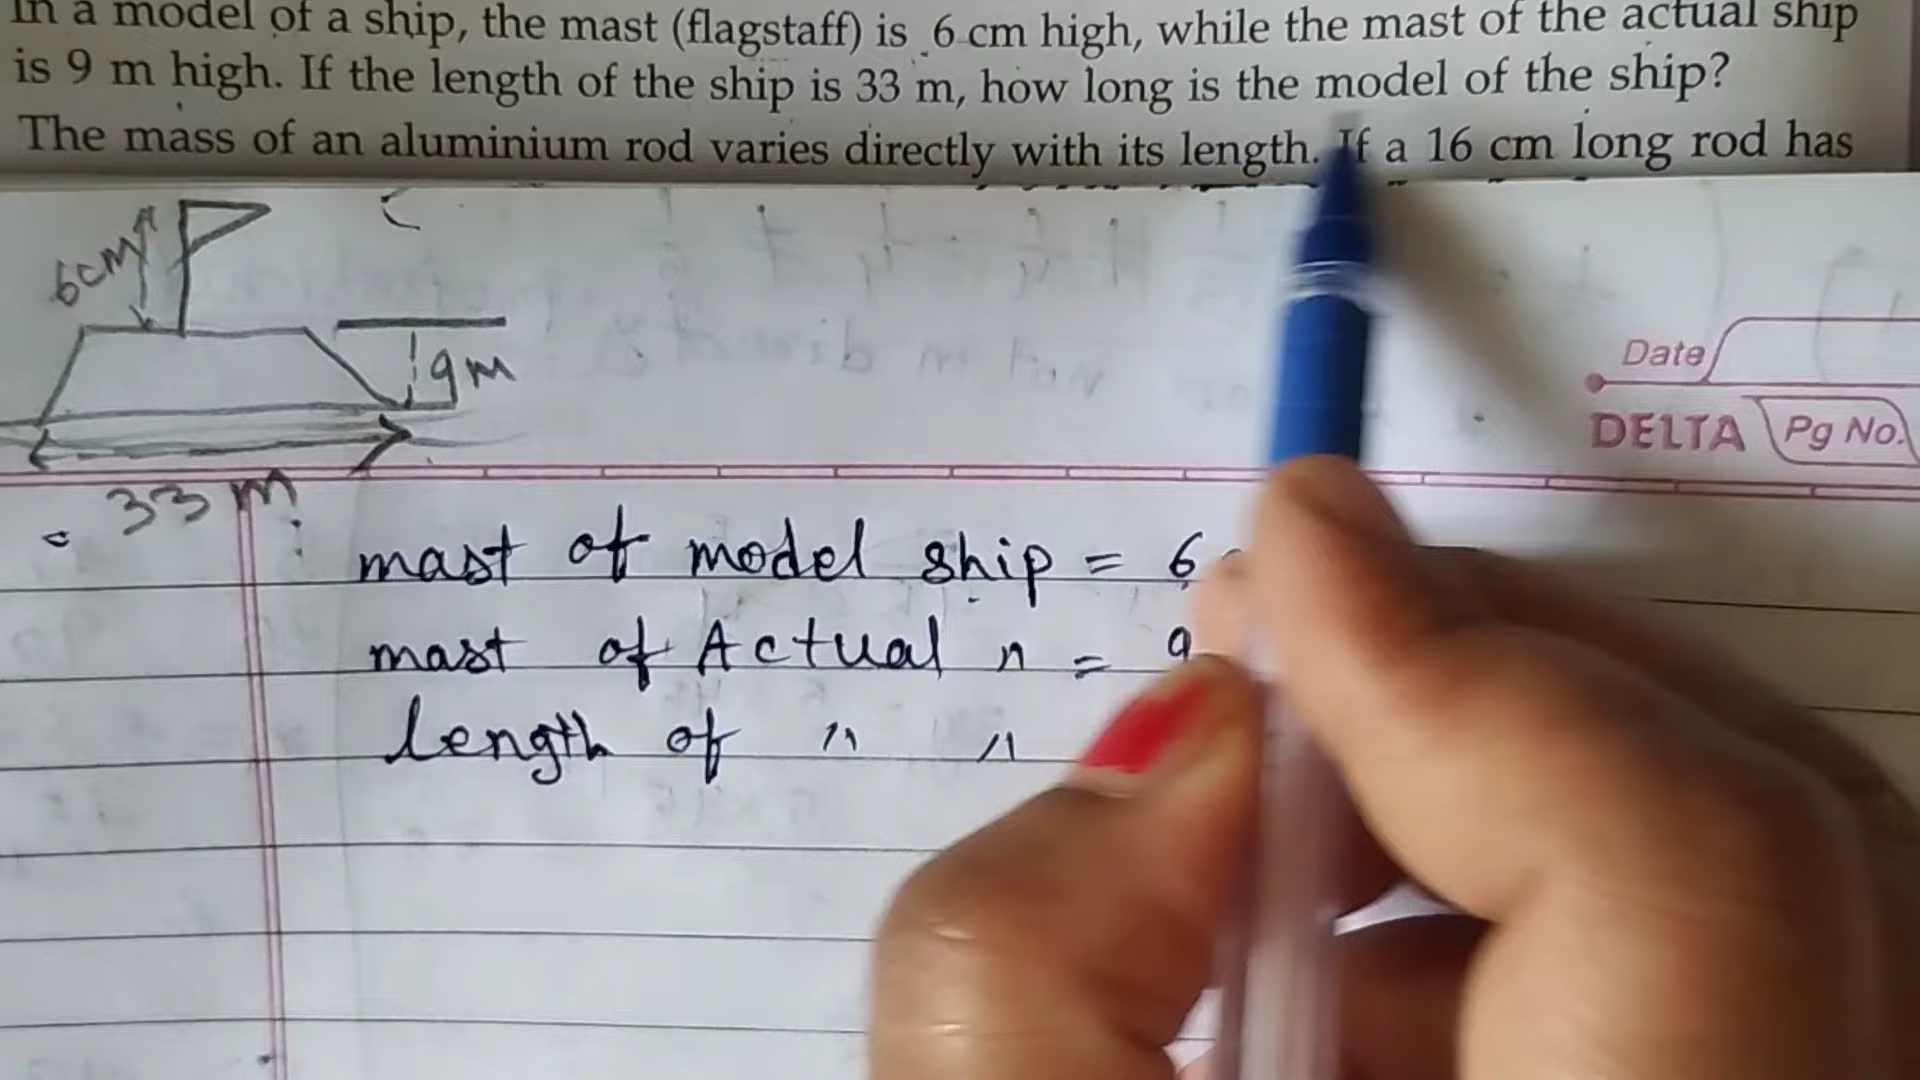 In a model of a ship, the mast (flagstaff) is 6 cm high, while the mast of the actual ship
is 9 m high. If the length of the ship is 33 m, how long is the model of the ship?
The mass of an aluminium rod varies directly with its length. If a 16 cm long rod has
6cm
9m
Date
DELTA Pg No.
33 m
mast of model ship = 6
mast of Actual " = 9
length of " "